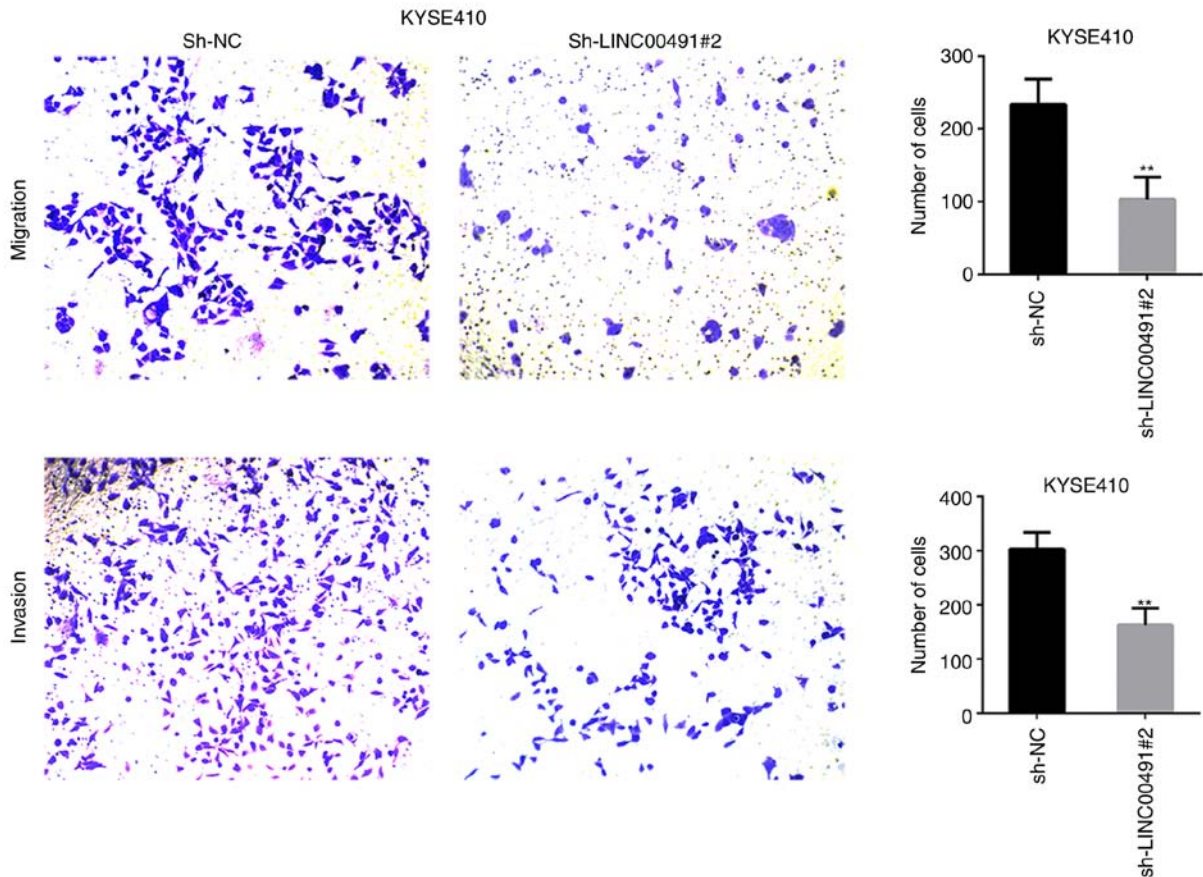 KYSE410
Sh-NC
Sh-LINC00491#2
Migration
Invasion
KYSE410
Number of cells
300
200
100
0
**
sh-NC
sh-LINC00491#2
KYSE410
Number of cells
400
300
200
100
0
**
sh-NC
sh-LINC00491#2